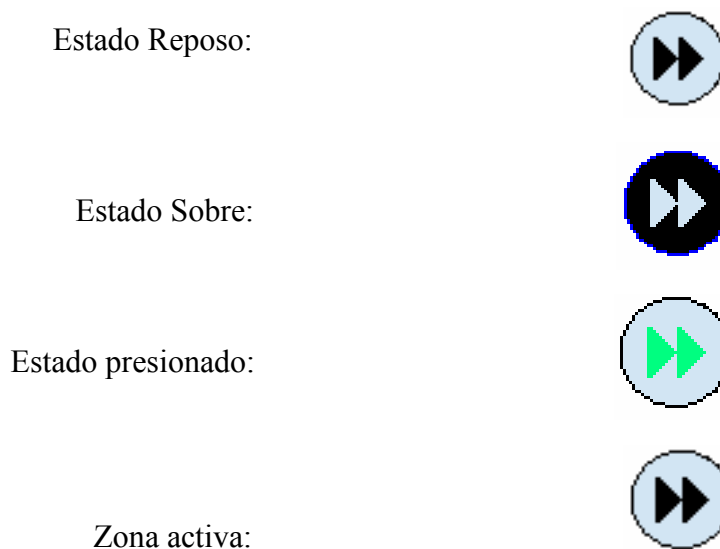 Estado Reposo:
Estado Sobre:
Estado presionado:
Zona activa: